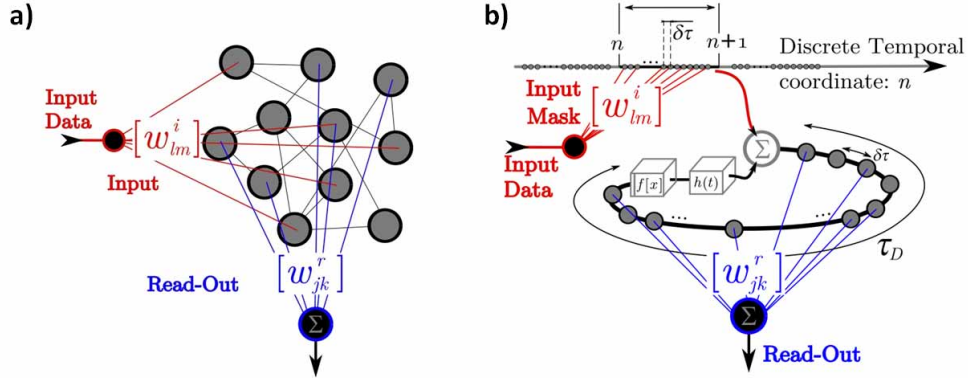 a)
Input
Data
[w^i_lm]
Input
Read-Out
[w^r_jk]
Σ
b)
δτ
n n+1
... 
Discrete Temporal
coordinate: n
Input
Mask
[w^i_lm]
Input
Data
Σ
δτ
f[x] h(t)
... ...
τ_D
[w^r_jk]
Σ
Read-Out